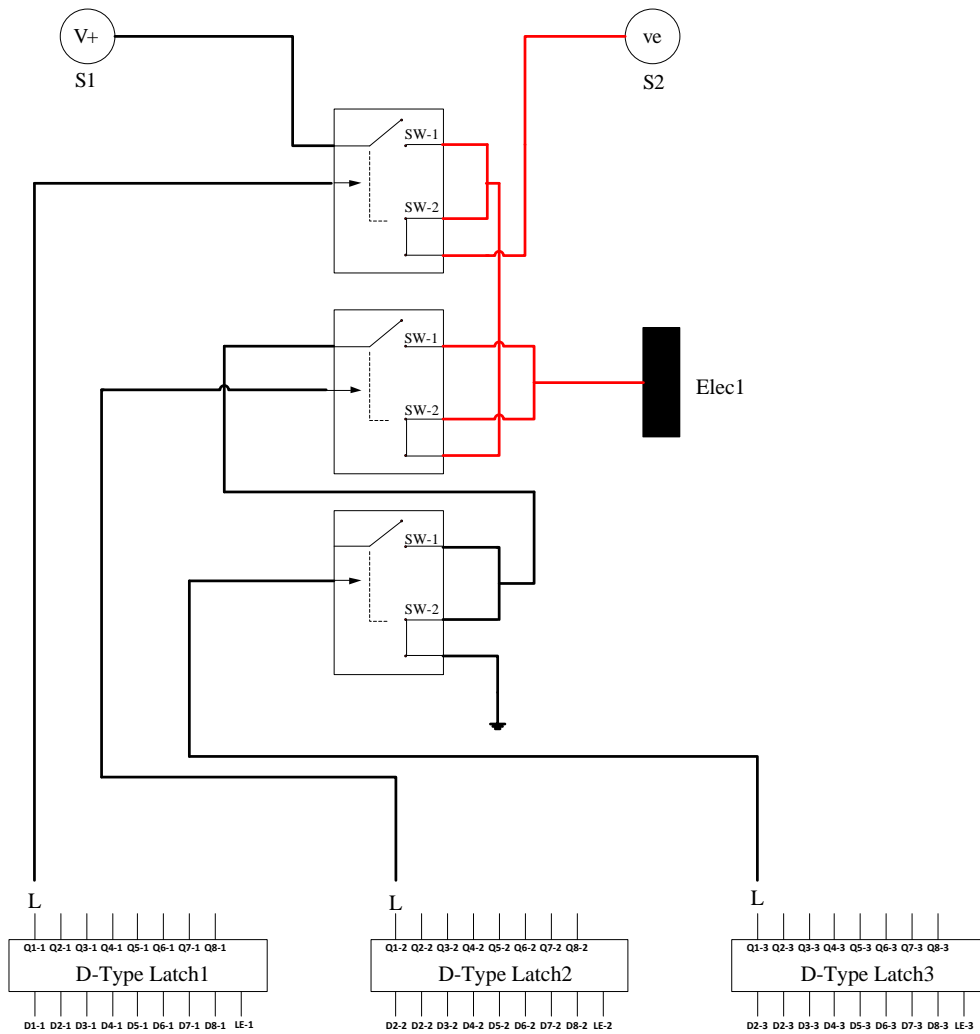 V+
ve
S1
S2
SW-1
SW-2
SW-1
SW-2
Elec1
SW-1
SW-2
L
L
L
Q1-1 Q2-1 Q3-1 Q4-1 Q5-1 Q6-1 Q7-1 Q8-1
Q1-2 Q2-2 Q3-2 Q4-2 Q5-2 Q6-2 Q7-2 Q8-2
Q1-3 Q2-3 Q3-3 Q4-3 Q5-3 Q6-3 Q7-3 Q8-3
D-Type Latch1
D-Type Latch2
D-Type Latch3
D1-1 D2-1 D3-1 D4-1 D5-1 D6-1 D7-1 D8-1 LE-1
D2-2 D2-2 D3-2 D4-2 D5-2 D6-2 D7-2 D8-2 LE-2
D2-3 D2-3 D3-3 D4-3 D5-3 D6-3 D7-3 D8-3 LE-3